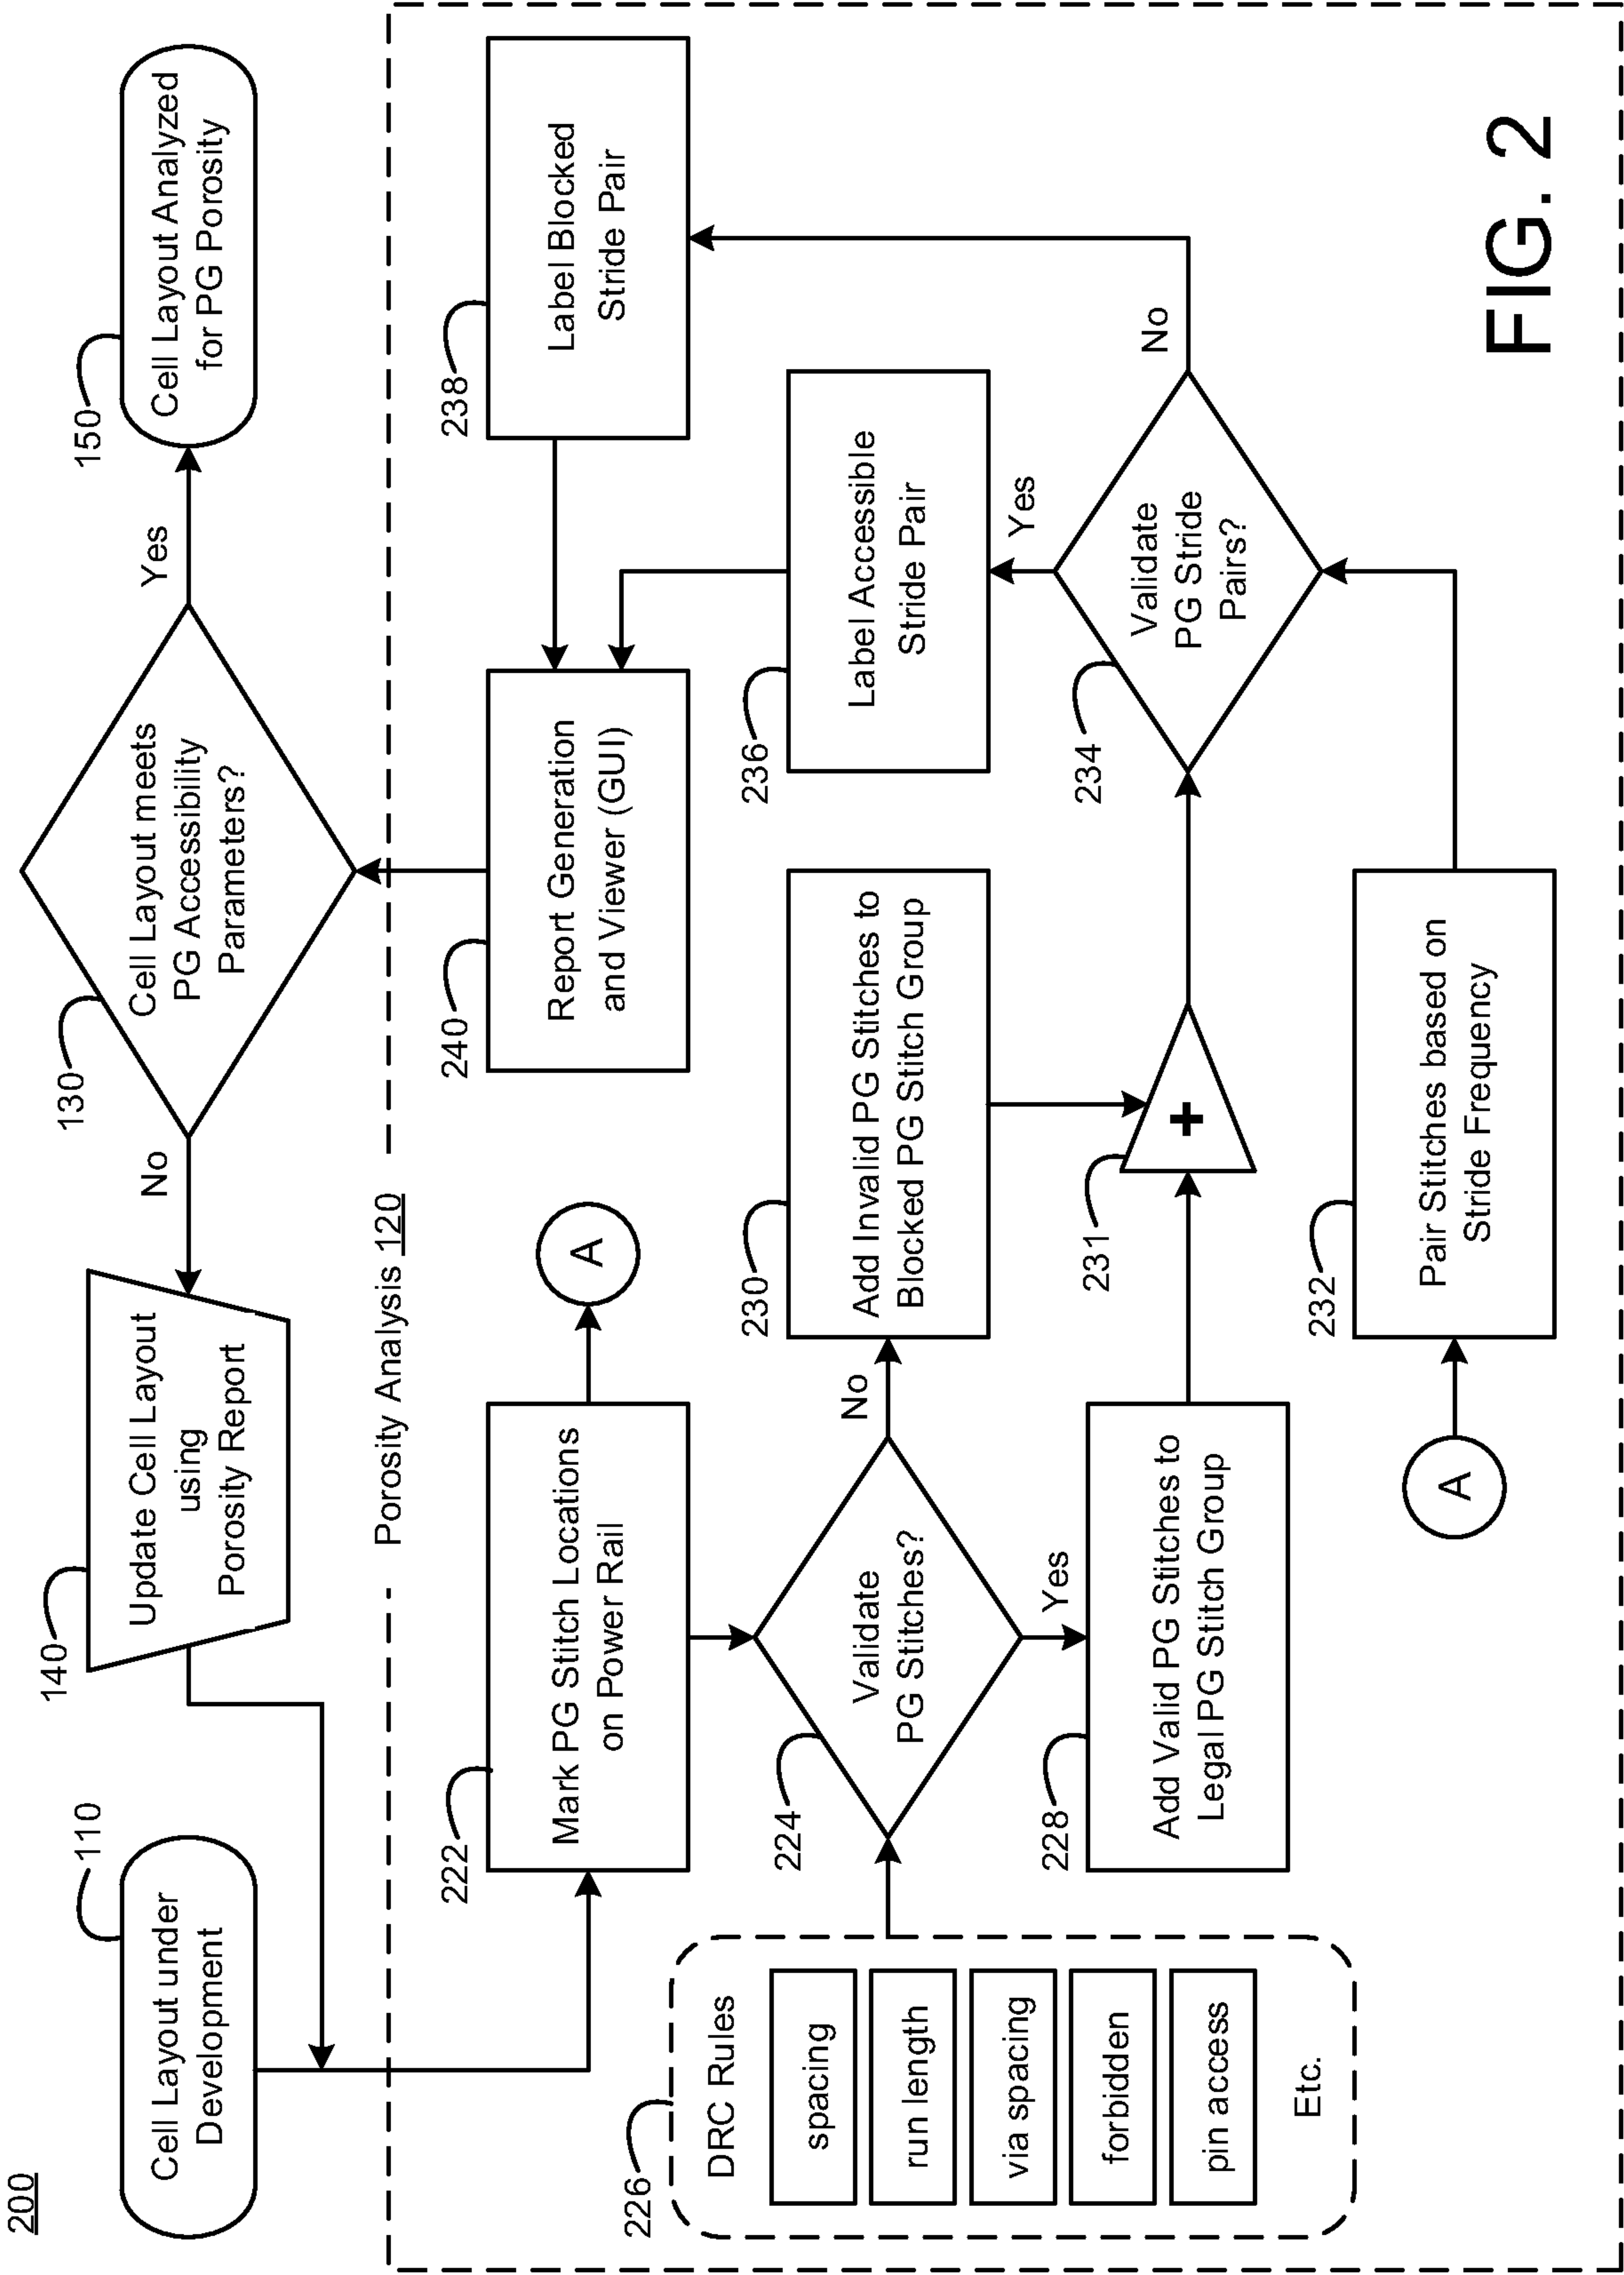 200
110
Cell Layout under
Development
140
Update Cell Layout
using
Porosity Report
No
130
Cell Layout meets
PG Accessibility
Parameters?
Yes
150
Cell Layout Analyzed
for PG Porosity
Porosity Analysis 120
222
Mark PG Stitch Locations
on Power Rail
A
240
Report Generation
and Viewer (GUI)
238
Label Blocked
Stride Pair
226
DRC Rules
spacing
run length
via spacing
forbidden
pin access
Etc.
224
Validate
PG Stitches?
No
Yes
230
Add Invalid PG Stitches to
Blocked PG Stitch Group
236
Label Accessible
Stride Pair
228
Add Valid PG Stitches to
Legal PG Stitch Group
231
+
234
Validate
PG Stride
Pairs?
Yes
No
A
232
Pair Stitches based on
Stride Frequency
FIG. 2